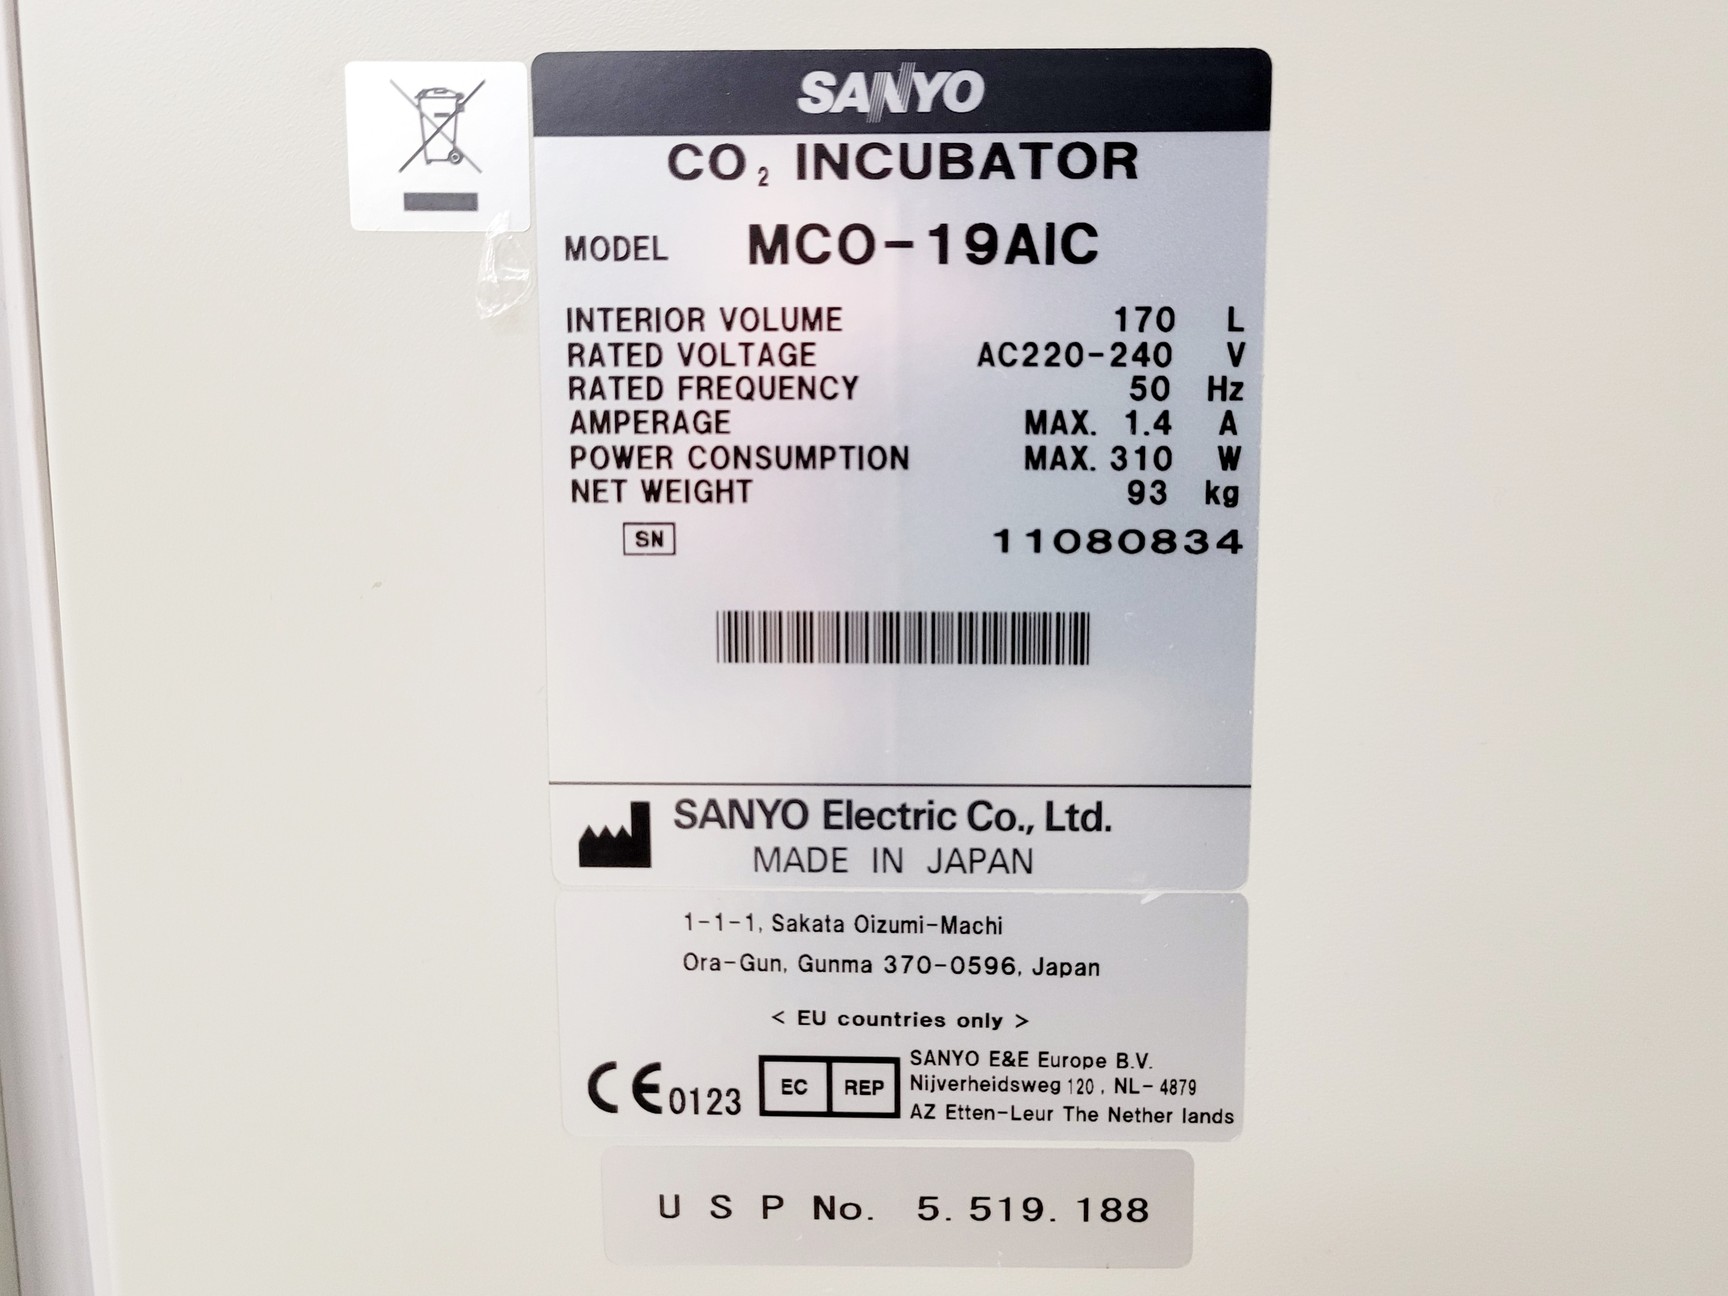 SANYO
CO₂ INCUBATOR
MODEL MCO-19AIC
INTERIOR VOLUME 170 L
RATED VOLTAGE AC220-240 V
RATED FREQUENCY 50 Hz
AMPERAGE MAX. 1.4 A
POWER CONSUMPTION MAX. 310 W
NET WEIGHT 93 kg
SN 11080834
SANYO Electric Co., Ltd.
MADE IN JAPAN
1-1-1, Sakata Oizumi-Machi
Ora-Gun, Gunma 370-0596, Japan
< EU countries only >
CE 0123 EC REP
SANYO E&E Europe B.V.
Nijverheidsweg 120 , NL- 4879
AZ Etten-Leur The Nether lands
U S P No. 5. 519. 188